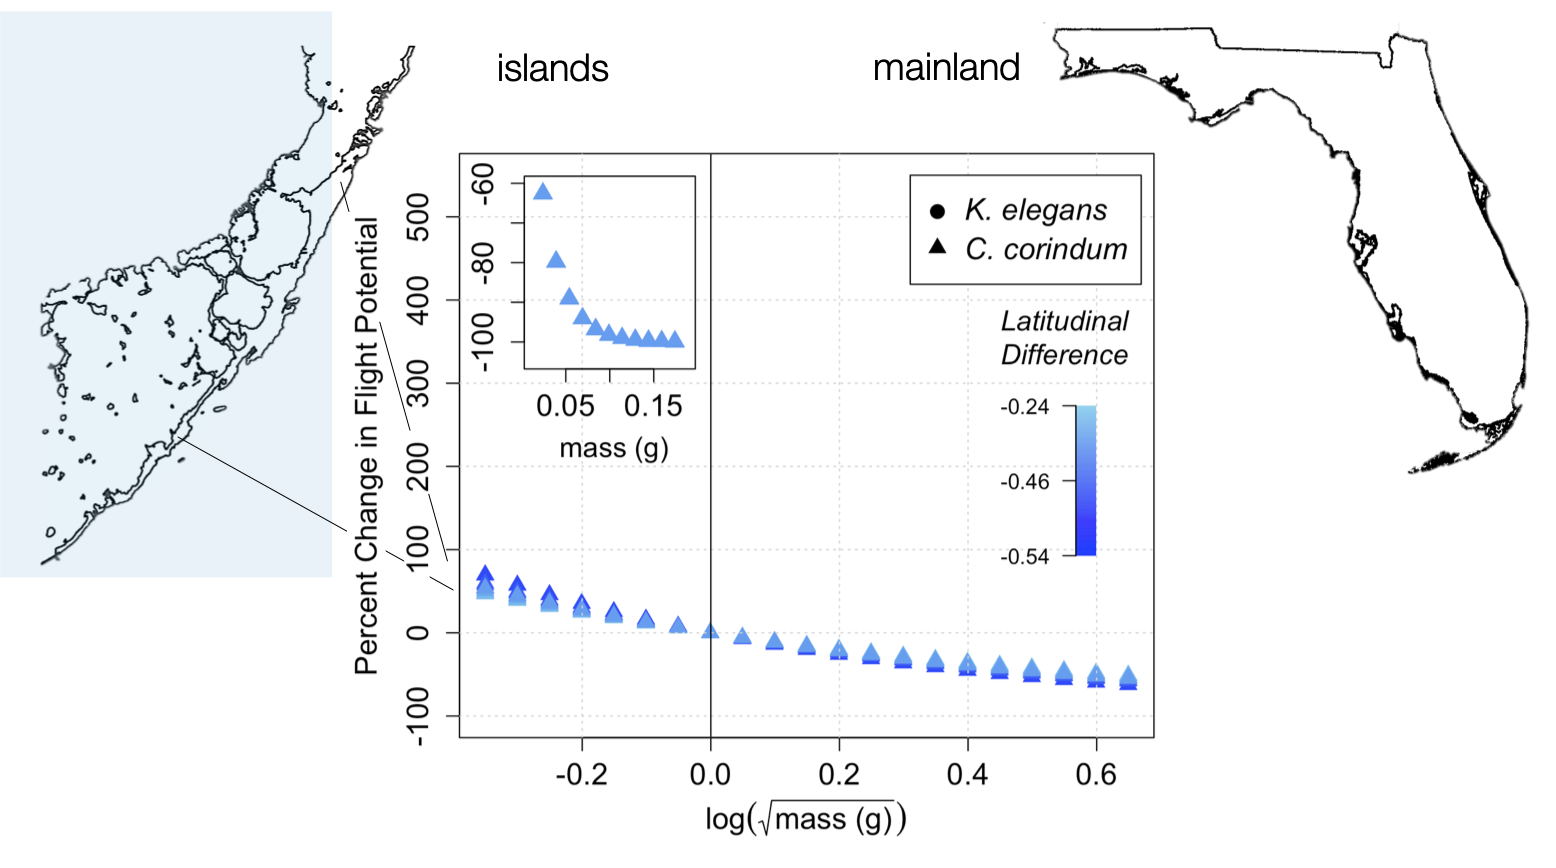 islands
mainland
Percent Change in Flight Potential
500
400
300
200
100
0
-100
-60
-80
-100
0.05
0.15
mass (g)
K. elegans
C. corindum
Latitudinal
Difference
-0.24
-0.46
-0.54
-0.2
0.0
0.2
0.4
0.6
log(√mass (g))